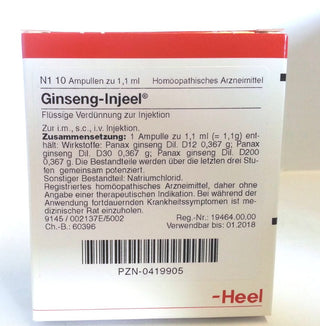 N1 10 Ampullen zu 1,1 ml Homöopathisches Arzneimittel
Ginseng-Injeel®
Flüssige Verdünnung zur Injektion
Zur i.m., s.c., i.v. Injektion.
Zusammensetzung: 1 Ampulle zu 1,1 ml (= 1,1g) ent-
hält: Wirkstoffe: Panax ginseng Dil. D12 0,367 g; Panax
ginseng Dil. D30 0,367 g; Panax ginseng Dil. D200
0,367 g. Die Bestandteile werden über die letzten drei Stu-
fen gemeinsam potenziert.
Sonstiger Bestandteil: Natriumchlorid.
Registriertes homöopathisches Arzneimittel, daher ohne
Angabe einer therapeutischen Indikation. Bei während der
Anwendung fortdauernden Krankheitssymptomen ist me-
dizinischer Rat einzuholen.
9145 / 002137E/5002 Reg.-Nr.: 19464.00.00
Ch.-B.: 60396 Verwendbar bis: 01.2018
PZN-0419905
-Heel